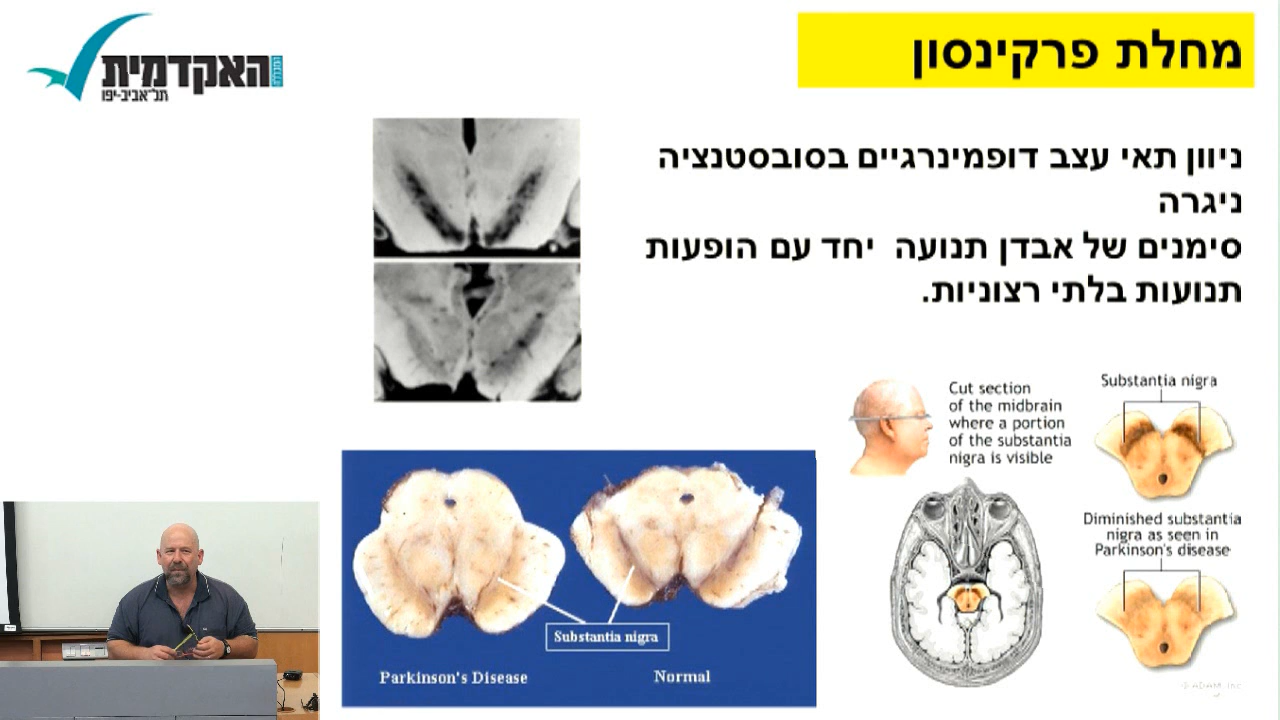 מחלת פרקינסון
האקדמית
תל־אביב-יפו
ניוון תאי עצב דופמינרגיים בסובסטנציה
ניגרה
סימנים של אבדן תנועה יחד עם הופעות
תנועות בלתי רצוניות.
Cut section
of the midbrain
where a portion
of the substantia
nigra is visible
Substantia nigra
Diminished substantia
nigra as seen in
Parkinson's disease
Substantia nigra
Parkinson's Disease
Normal
ADAM, Inc.